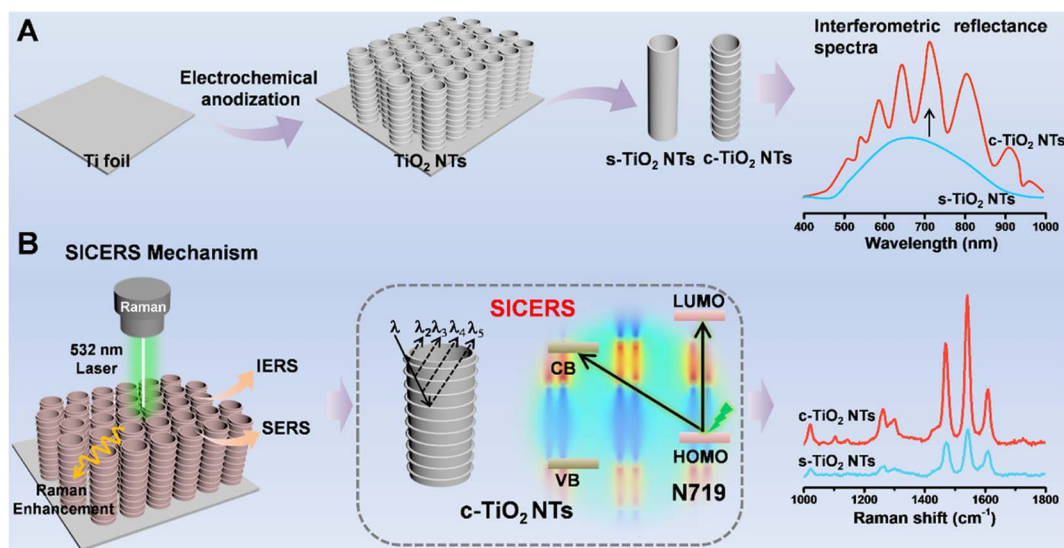 A
Electrochemical
anodization
Ti foil
TiO₂ NTs
s-TiO₂ NTs
c-TiO₂ NTs
Interferometric reflectance
spectra
c-TiO₂ NTs
s-TiO₂ NTs
400 500 600 700 800 900 1000
Wavelength (nm)
B
SICERS Mechanism
Raman
532 nm
Laser
IERS
SERS
Raman
Enhancement
SICERS
λ λ₂ λ₃ λ₄ λ₅
c-TiO₂ NTs
CB
VB
LUMO
HOMO
N719
c-TiO₂ NTs
s-TiO₂ NTs
1000 1200 1400 1600 1800
Raman shift (cm⁻¹)